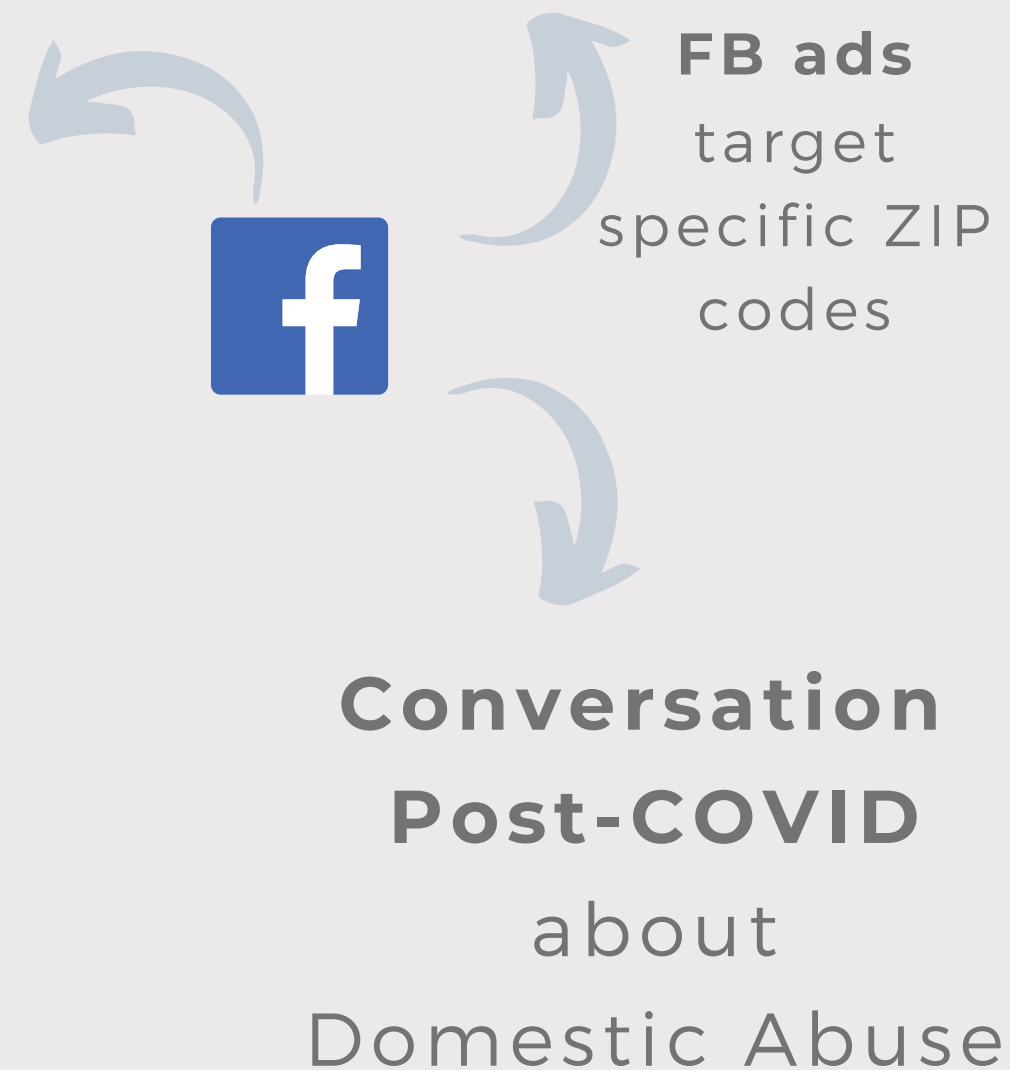 FB ads
target
specific ZIP
codes
Conversation
Post-COVID
about
Domestic Abuse